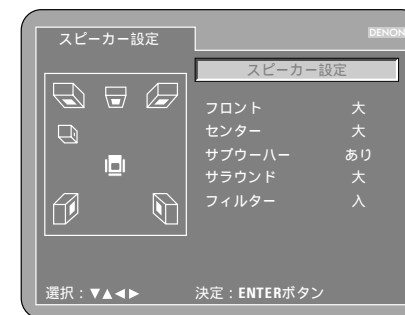 スピーカー設定
DENON
スピーカー設定
フロント 大
センター 大
サブウーハー あり
サラウンド 大
フィルター 入
選択：▼▲◀▶ 決定：ENTERボタン